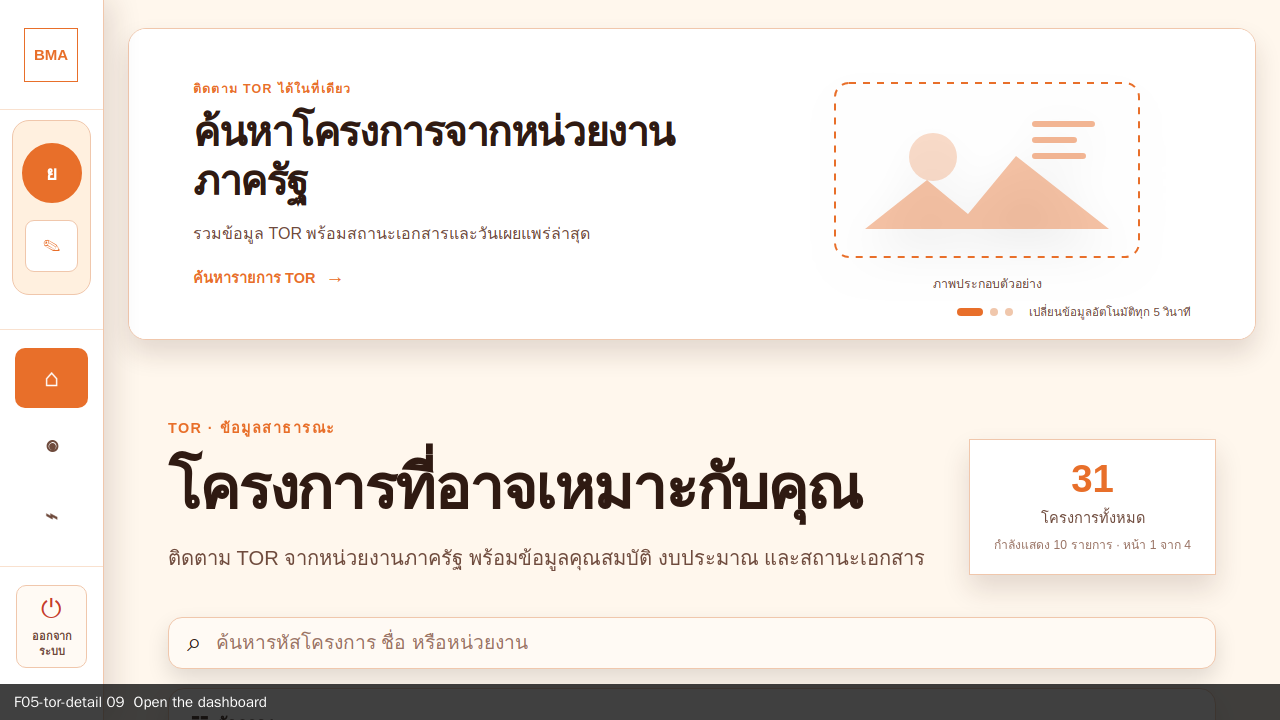 BMA
ย
ออกจาก
ระบบ
ติดตาม TOR ได้ในที่เดียว
ค้นหาโครงการจากหน่วยงาน
ภาครัฐ
รวมข้อมูล TOR พร้อมสถานะเอกสารและวันเผยแพร่ล่าสุด
ค้นหารายการ TOR →
ภาพประกอบตัวอย่าง
เปลี่ยนข้อมูลอัตโนมัติทุก 5 วินาที
TOR · ข้อมูลสาธารณะ
โครงการที่อาจเหมาะกับคุณ
ติดตาม TOR จากหน่วยงานภาครัฐ พร้อมข้อมูลคุณสมบัติ งบประมาณ และสถานะเอกสาร
31
โครงการทั้งหมด
กำลังแสดง 10 รายการ · หน้า 1 จาก 4
ค้นหารหัสโครงการ ชื่อ หรือหน่วยงาน
F05-tor-detail 09 Open the dashboard